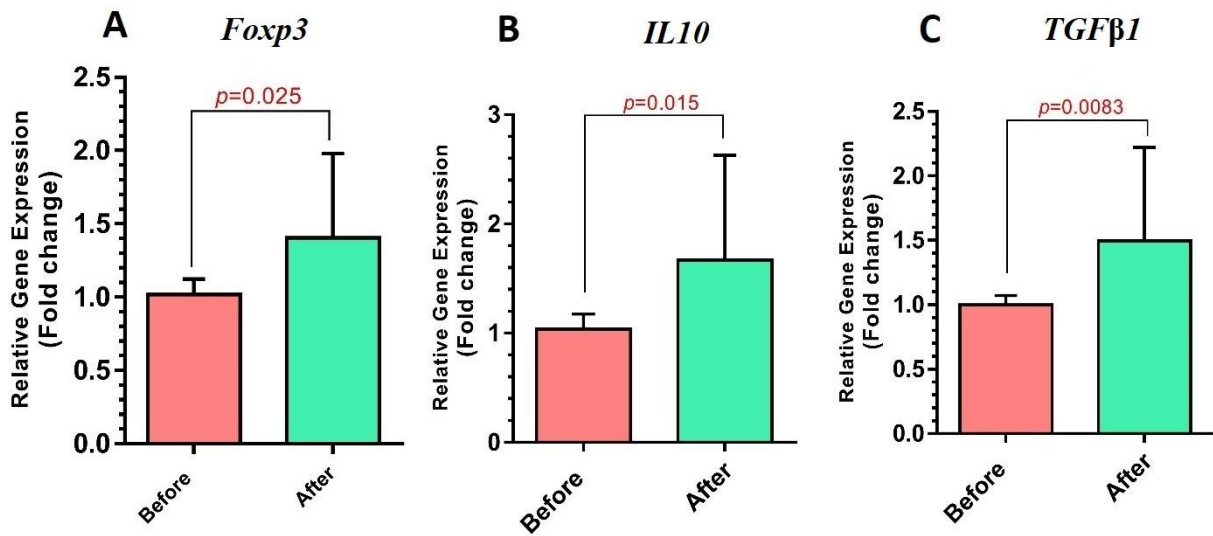 A Foxp3
Relative Gene Expression
(Fold change)
2.5
2.0
1.5
1.0
0.5
0.0
p=0.025
Before
After
B IL10
Relative Gene Expression
(Fold change)
3
2
1
0
p=0.015
Before
After
C TGFβ1
Relative Gene Expression
(Fold change)
2.5
2.0
1.5
1.0
0.5
0.0
p=0.0083
Before
After